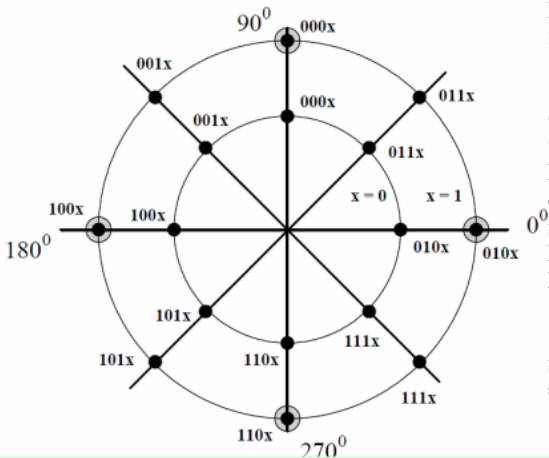 90⁰
000x
001x
011x
000x
001x
011x
x = 0
x = 1
100x
100x
0⁰
010x
010x
180⁰
101x
111x
101x
110x
111x
110x
270⁰